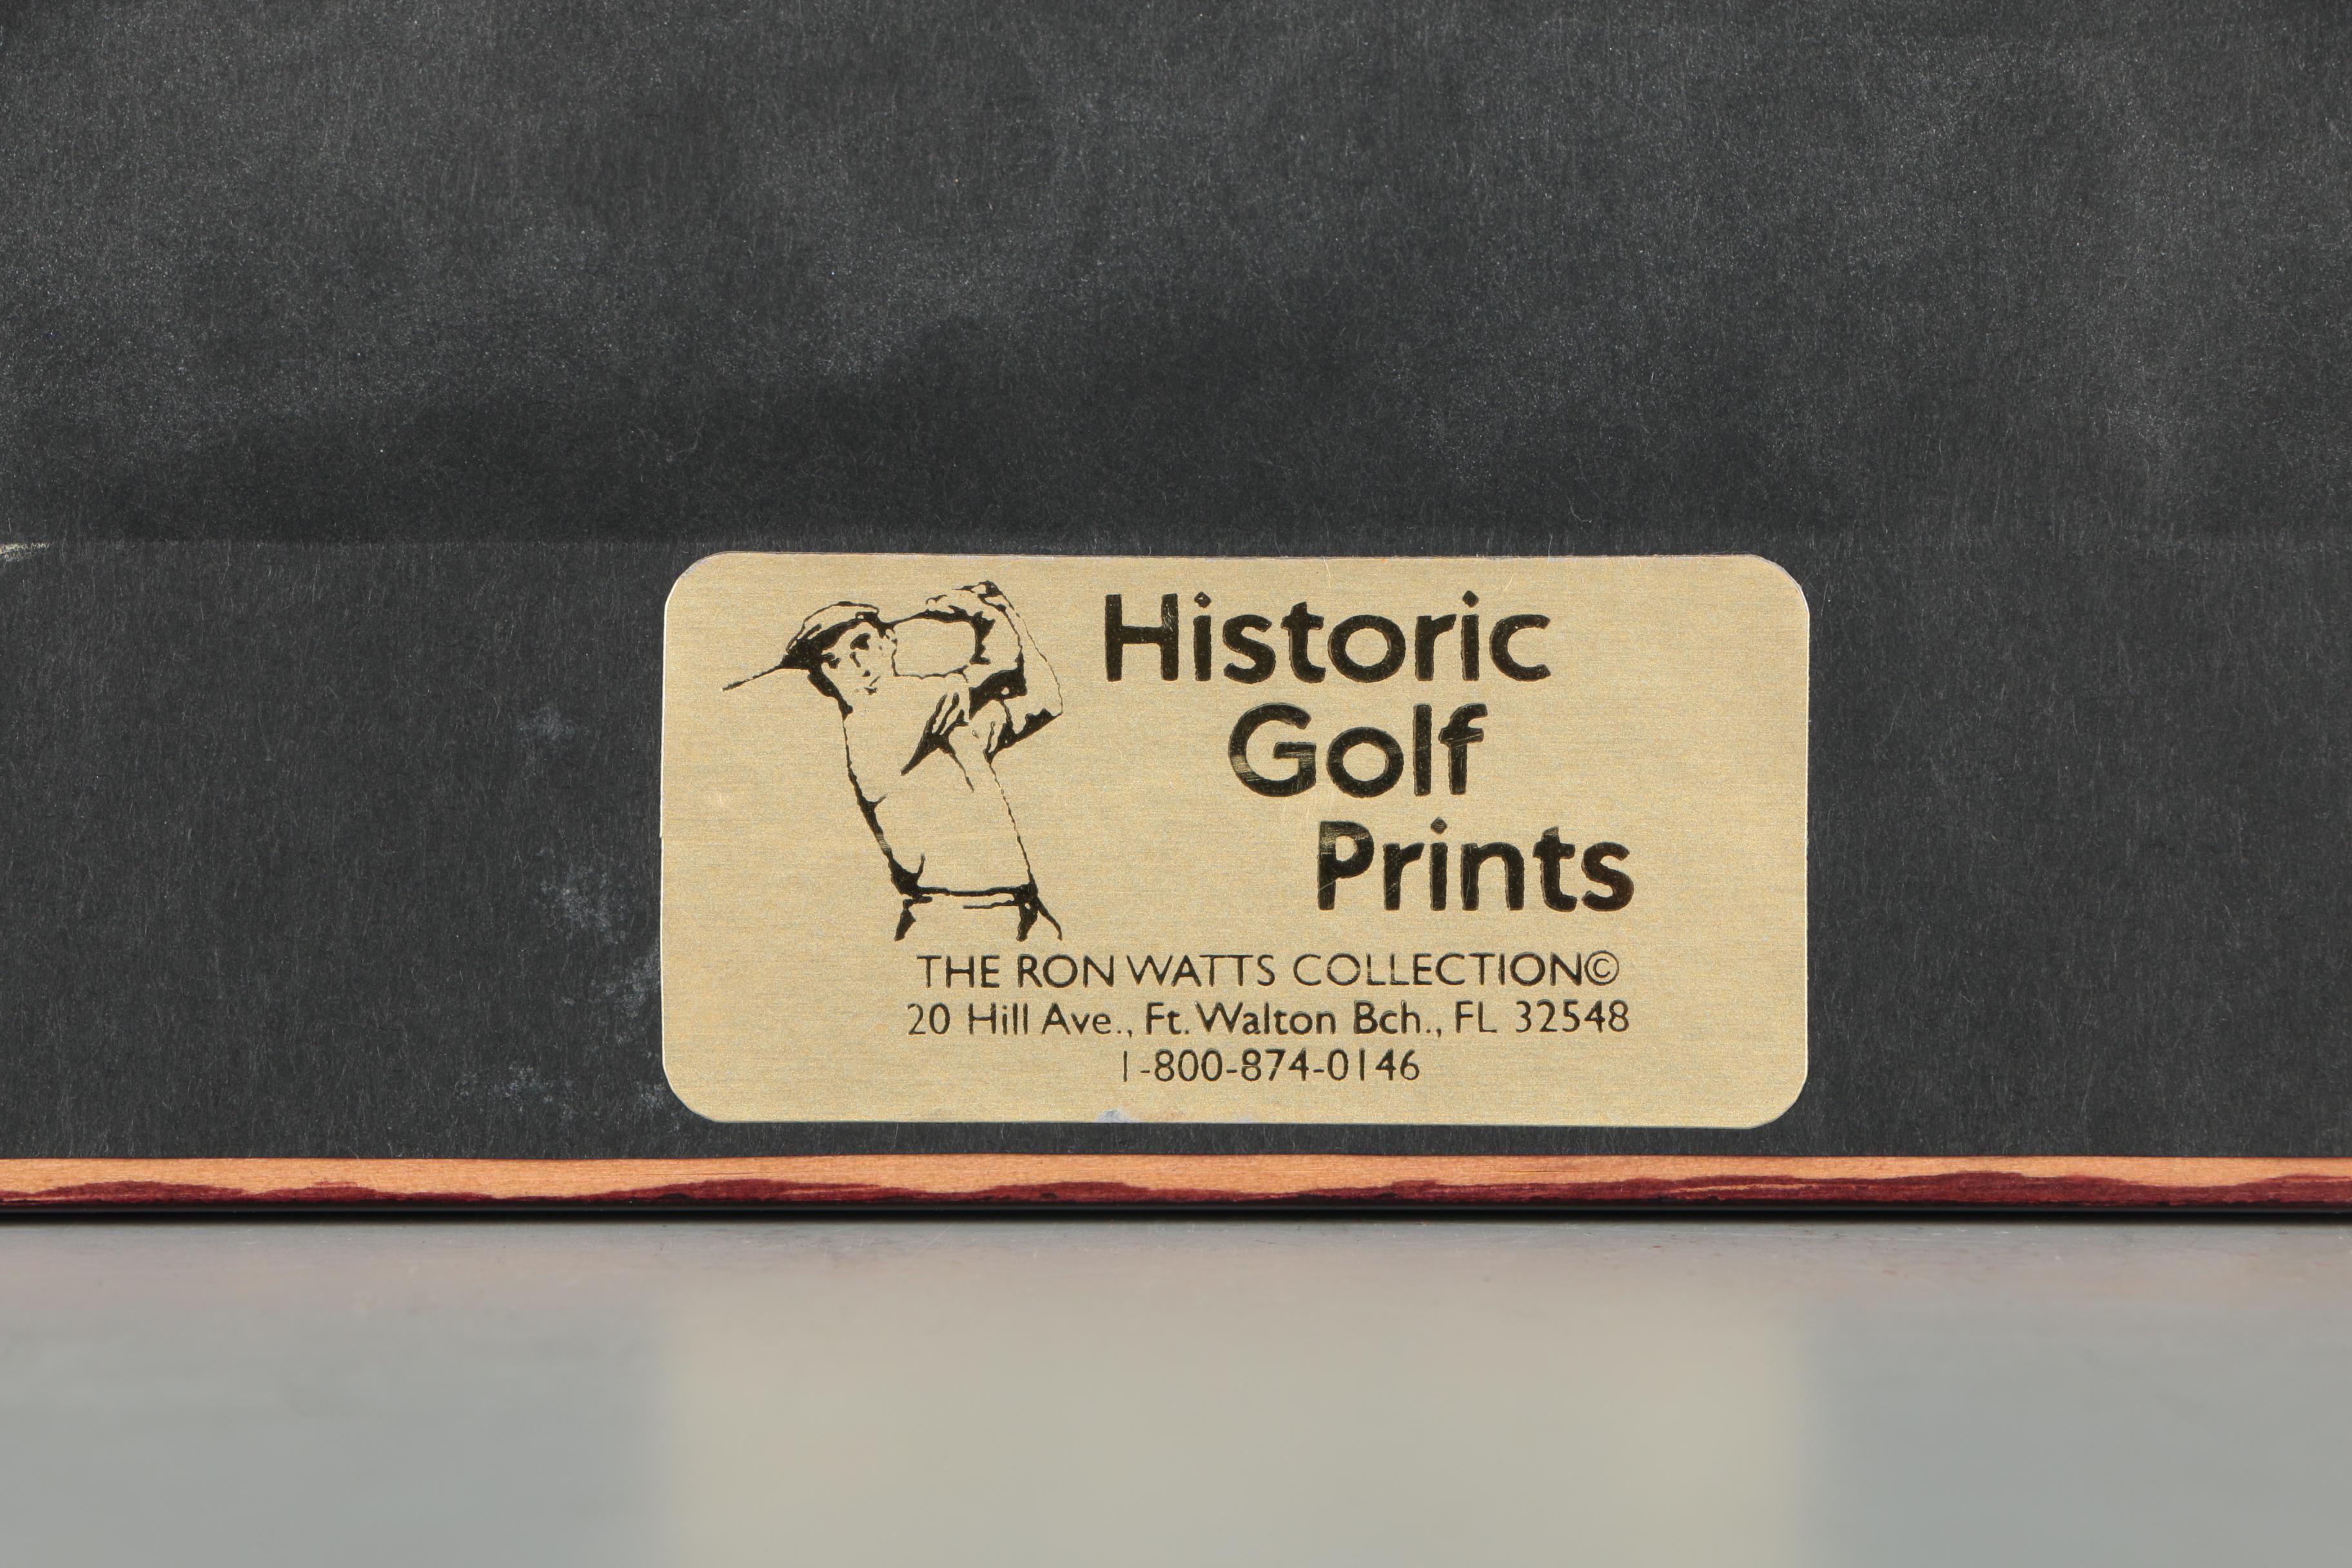 Historic
Golf
Prints
THE RON WATTS COLLECTION©
20 Hill Ave., Ft. Walton Bch., FL 32548
1-800-874-0146